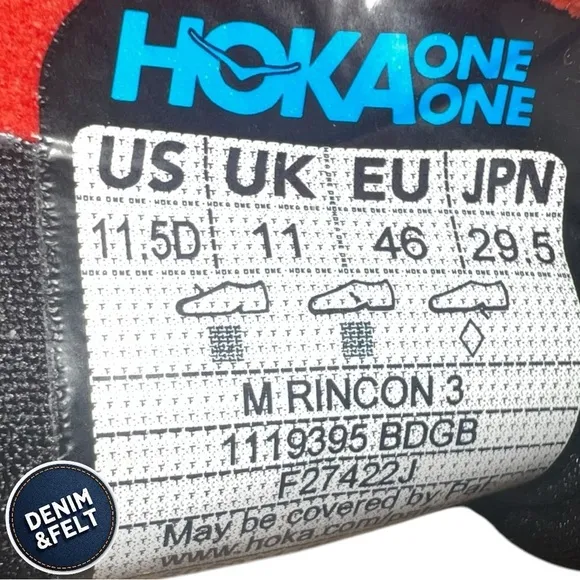 HOKA ONE ONE
US UK EU JPN
11.5D 11 46 29.5
M RINCON 3
1119395 BDGB
F27422J
May be covered by
www.hoka.com/
DENIM
&FELT